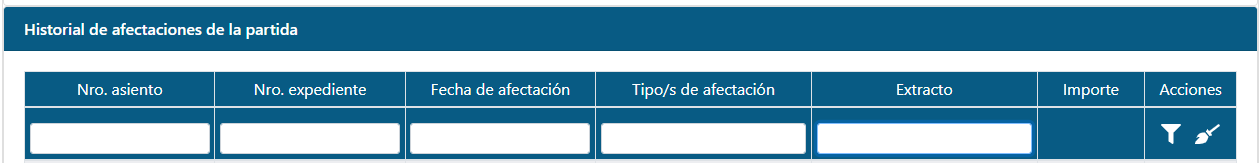 Historial de afectaciones de la partida
Nro. asiento Nro. expediente Fecha de afectación Tipo/s de afectación Extracto Importe Acciones